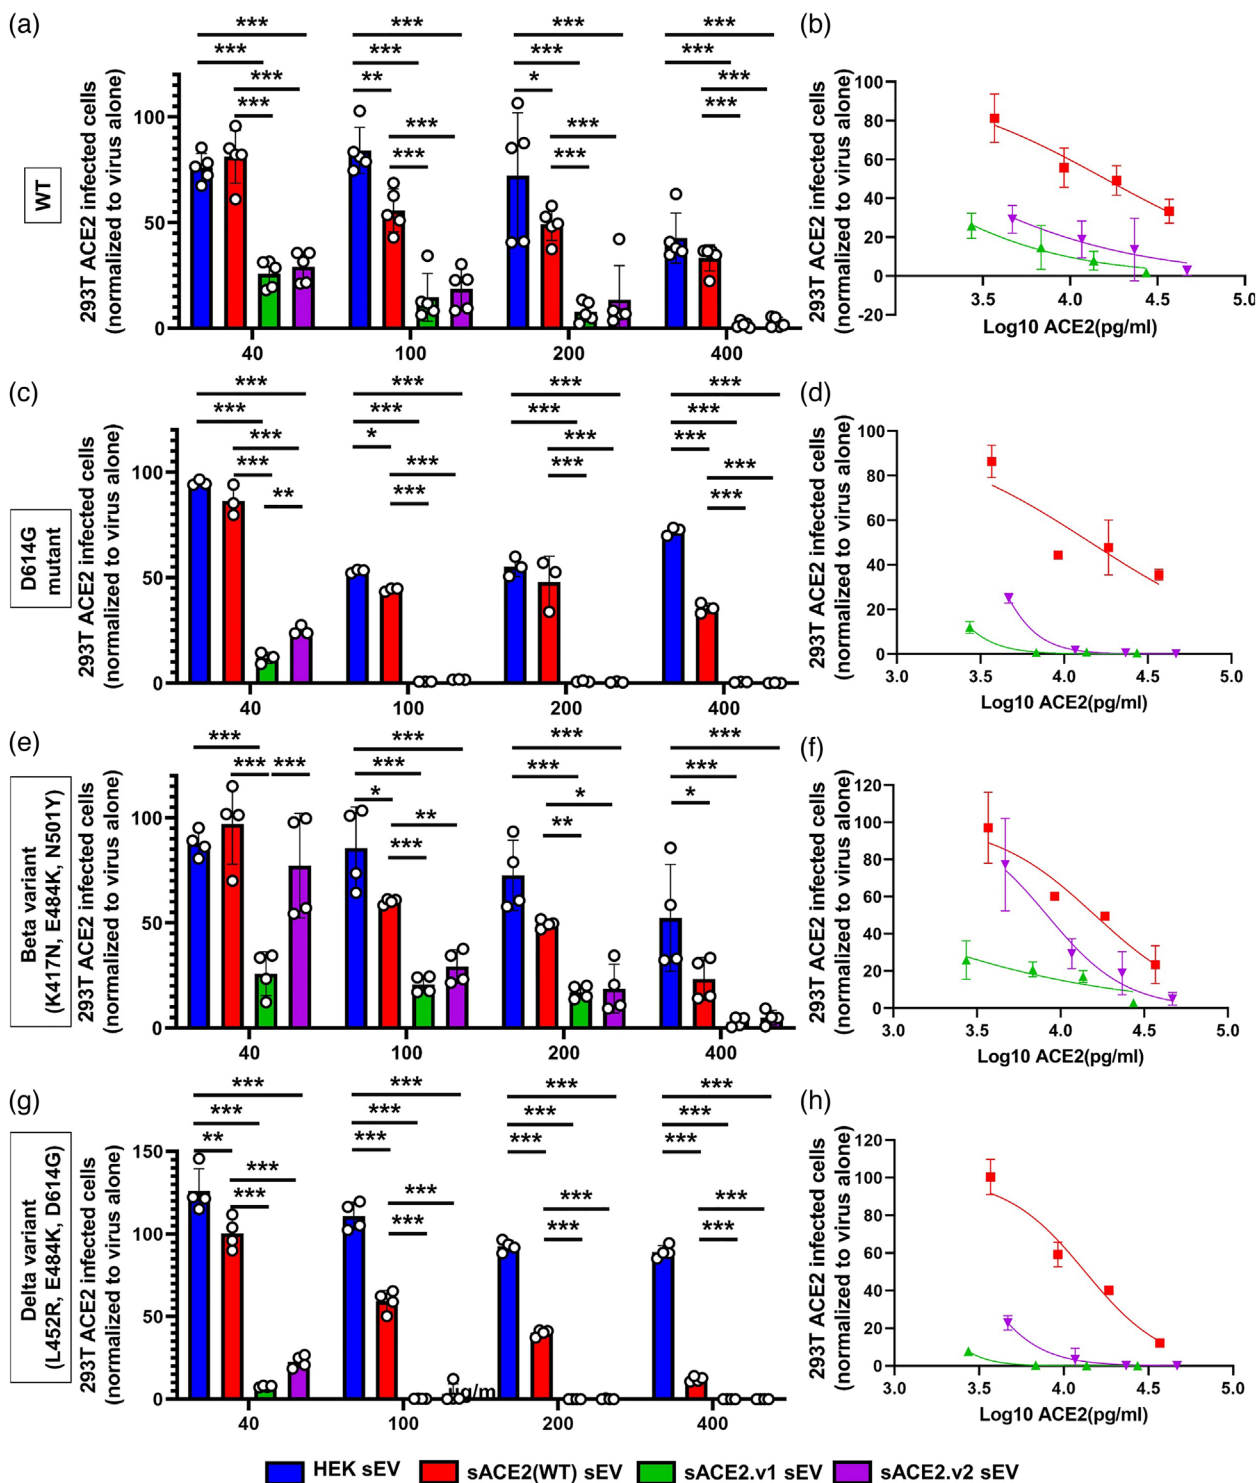 (a)
WT
293T ACE2 infected cells
(normalized to virus alone)
100
50
0
*** *** *** ***
*** *** *** ***
*** ** * ***
*** *** *** ***
*** ***
40 100 200 400
(b)
293T ACE2 infected cells
(normalized to virus alone)
100
80
60
40
20
0
-20
3.5 4.0 4.5 5.0
Log10 ACE2(pg/ml)
(c)
D614G
mutant
293T ACE2 infected cells
(normalized to virus alone)
100
50
0
*** *** *** ***
*** *** *** ***
*** * *** ***
*** *** *** ***
** *** ***
40 100 200 400
(d)
293T ACE2 infected cells
(normalized to virus alone)
100
80
60
40
20
0
3.0 3.5 4.0 4.5 5.0
Log10 ACE2(pg/ml)
(e)
Beta variant
(K417N, E484K, N501Y)
293T ACE2 infected cells
(normalized to virus alone)
100
50
0
*** *** *** ***
*** *** *** *** ***
* * *
** **
***
40 100 200 400
(f)
293T ACE2 infected cells
(normalized to virus alone)
120
100
80
60
40
20
0
3.0 3.5 4.0 4.5 5.0
Log10 ACE2(pg/ml)
(g)
Delta variant
(L452R, E484K, D614G)
293T ACE2 infected cells
(normalized to virus alone)
150
100
50
0
*** *** *** ***
*** *** *** ***
** *** *** ***
*** *** *** ***
*** *** *** ***
g/m
40 100 200 400
(h)
293T ACE2 infected cells
(normalized to virus alone)
120
100
80
60
40
20
0
3.0 3.5 4.0 4.5 5.0
Log10 ACE2(pg/ml)
HEK sEV sACE2(WT) sEV sACE2.v1 sEV sACE2.v2 sEV